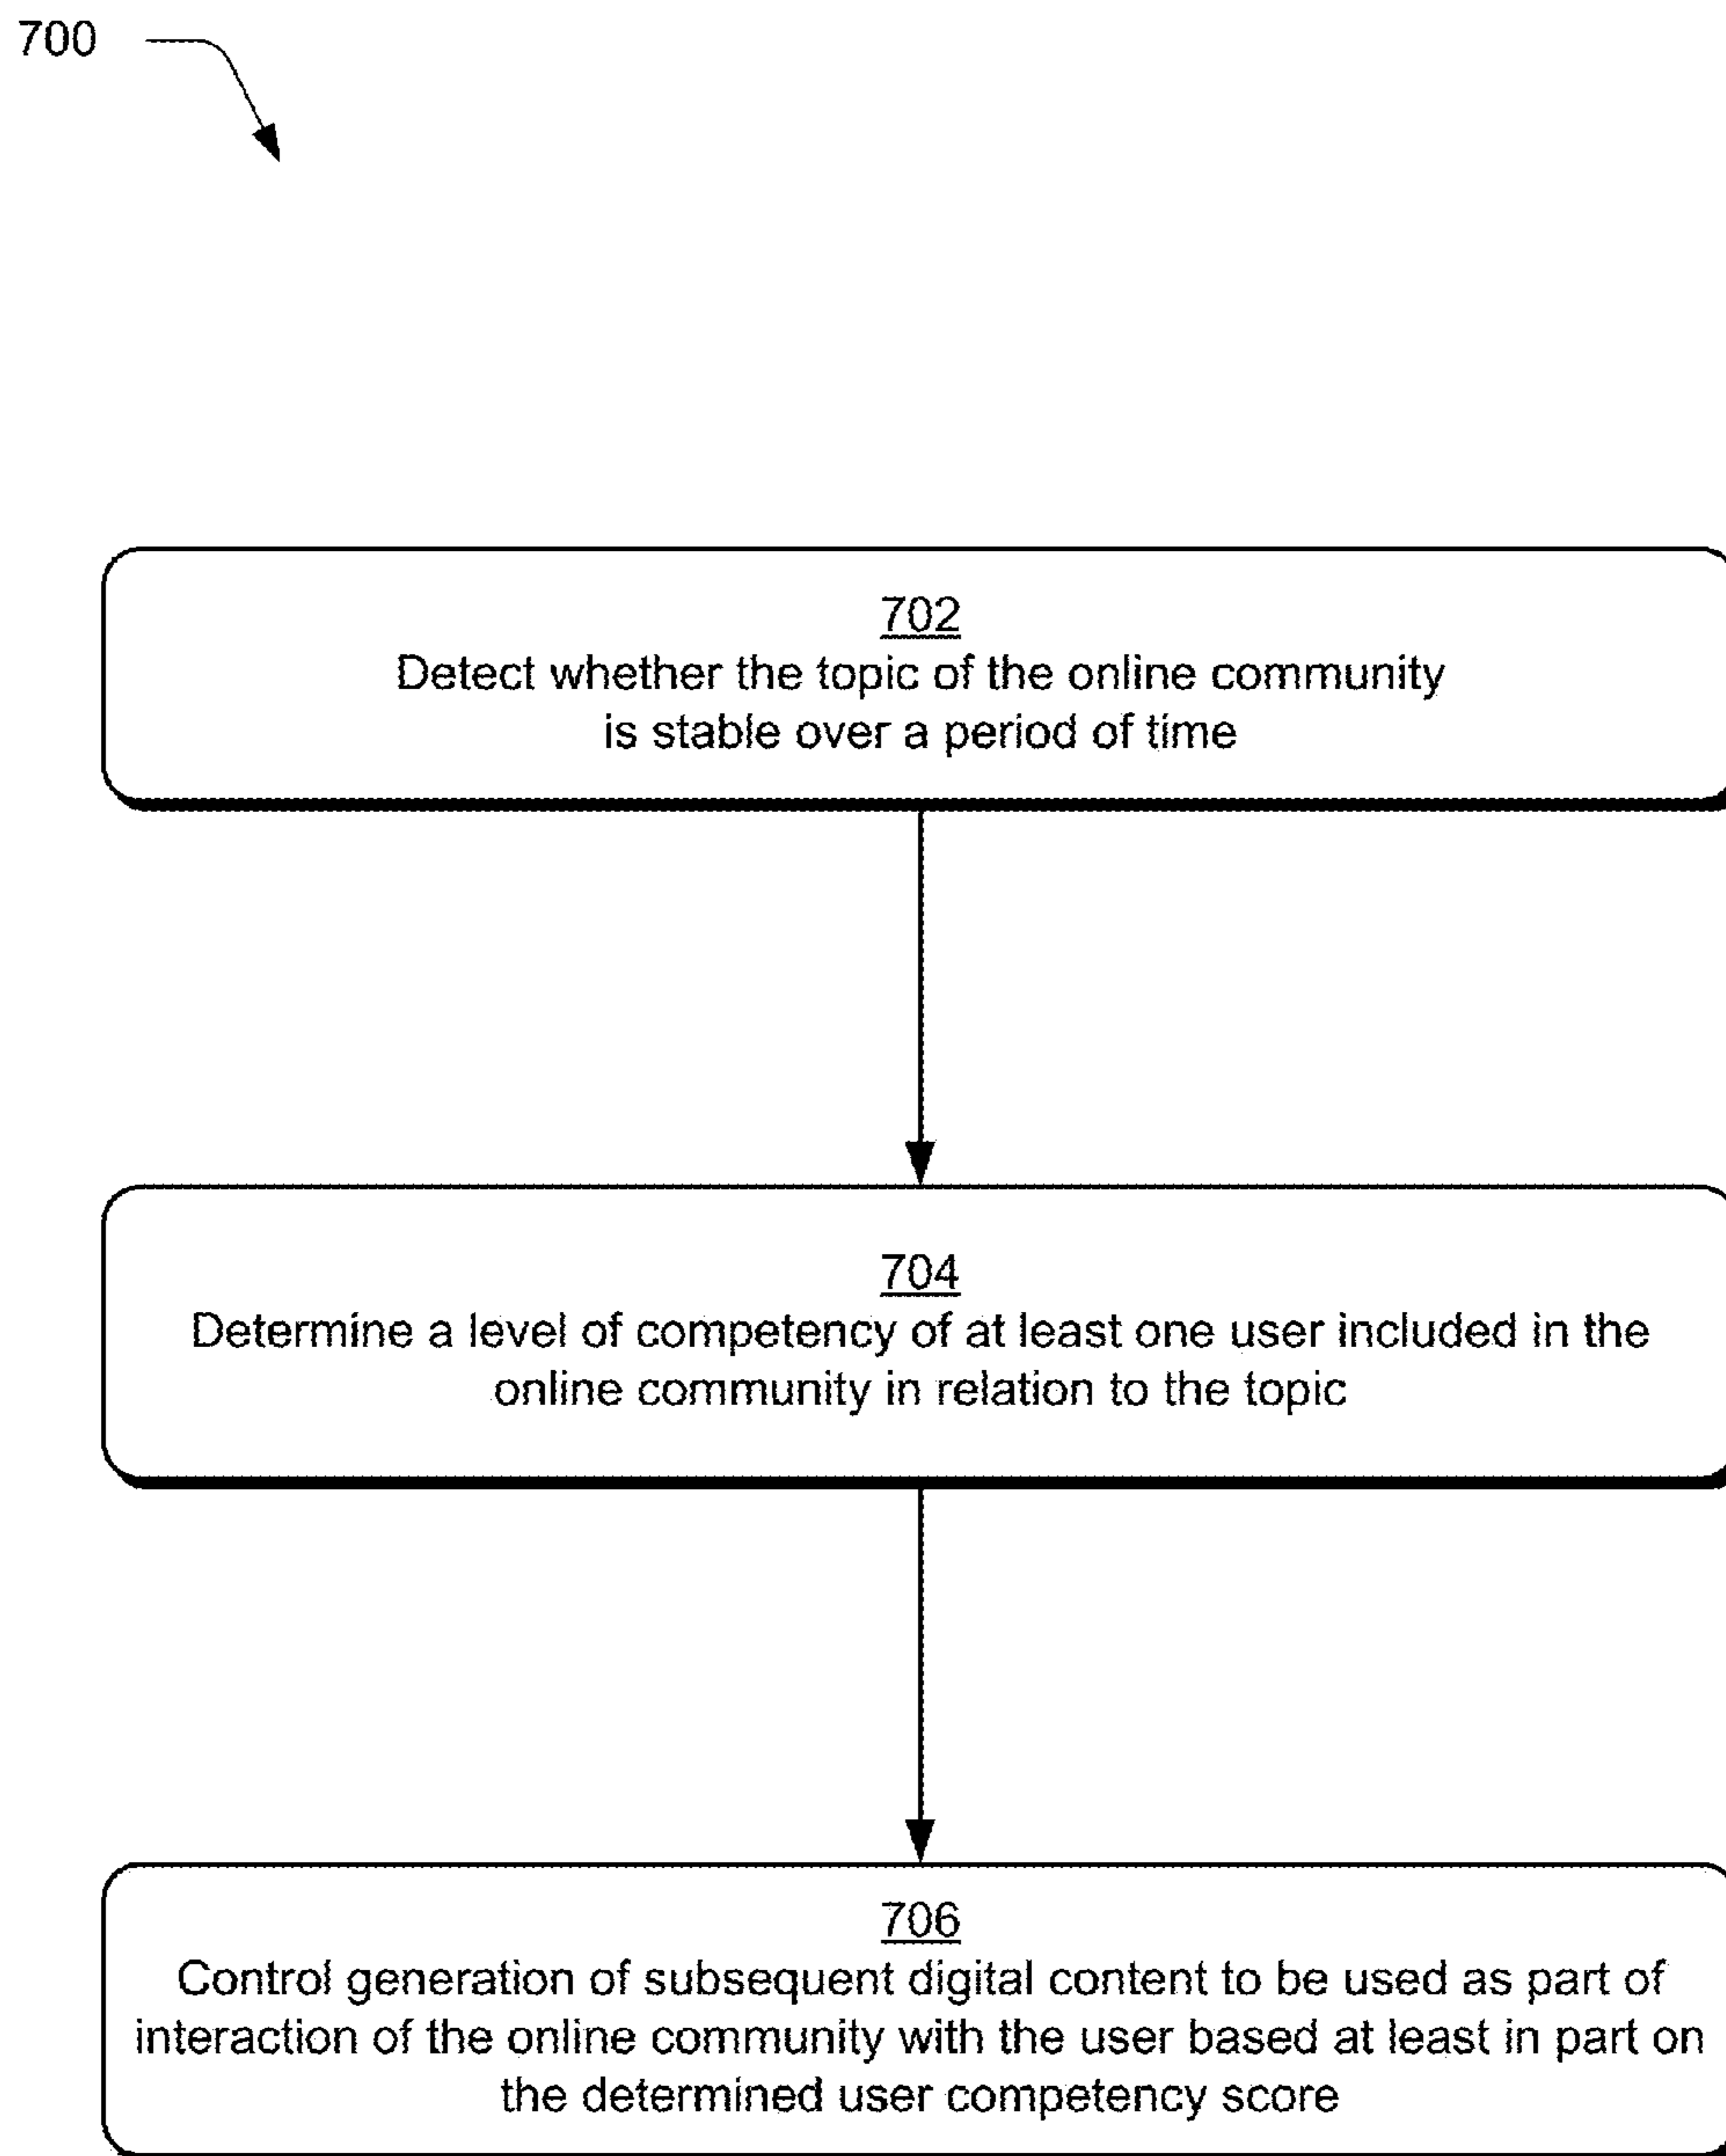 700
702
Detect whether the topic of the online community
is stable over a period of time
704
Determine a level of competency of at least one user included in the
online community in relation to the topic
706
Control generation of subsequent digital content to be used as part of
interaction of the online community with the user based at least in part on
the determined user competency score